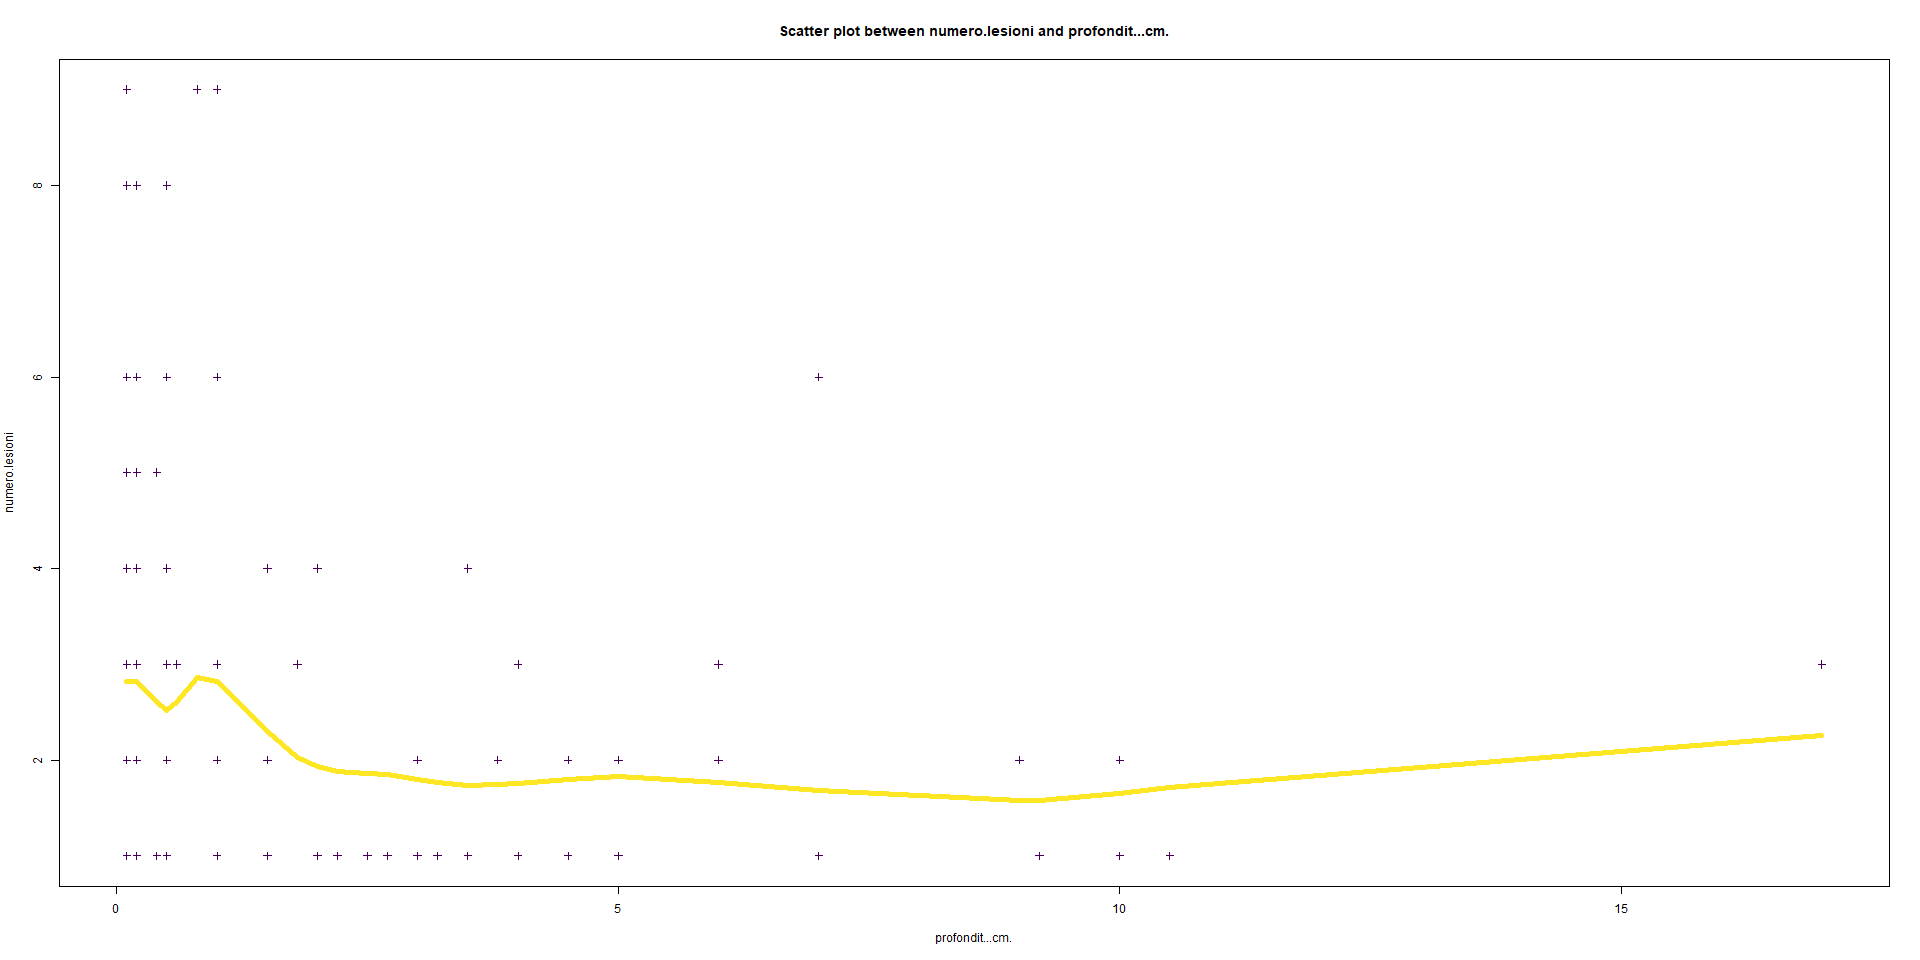 Scatter plot between numero.lesioni and profondit...cm.
8
6
4
2
numero.lesioni
0 5 10 15
profondit...cm.